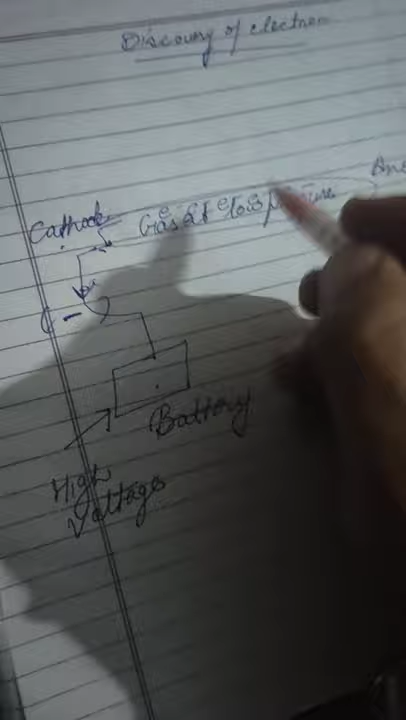 Discovery of electron
Cathode
Gas at low pressure
Battery
High
Voltage